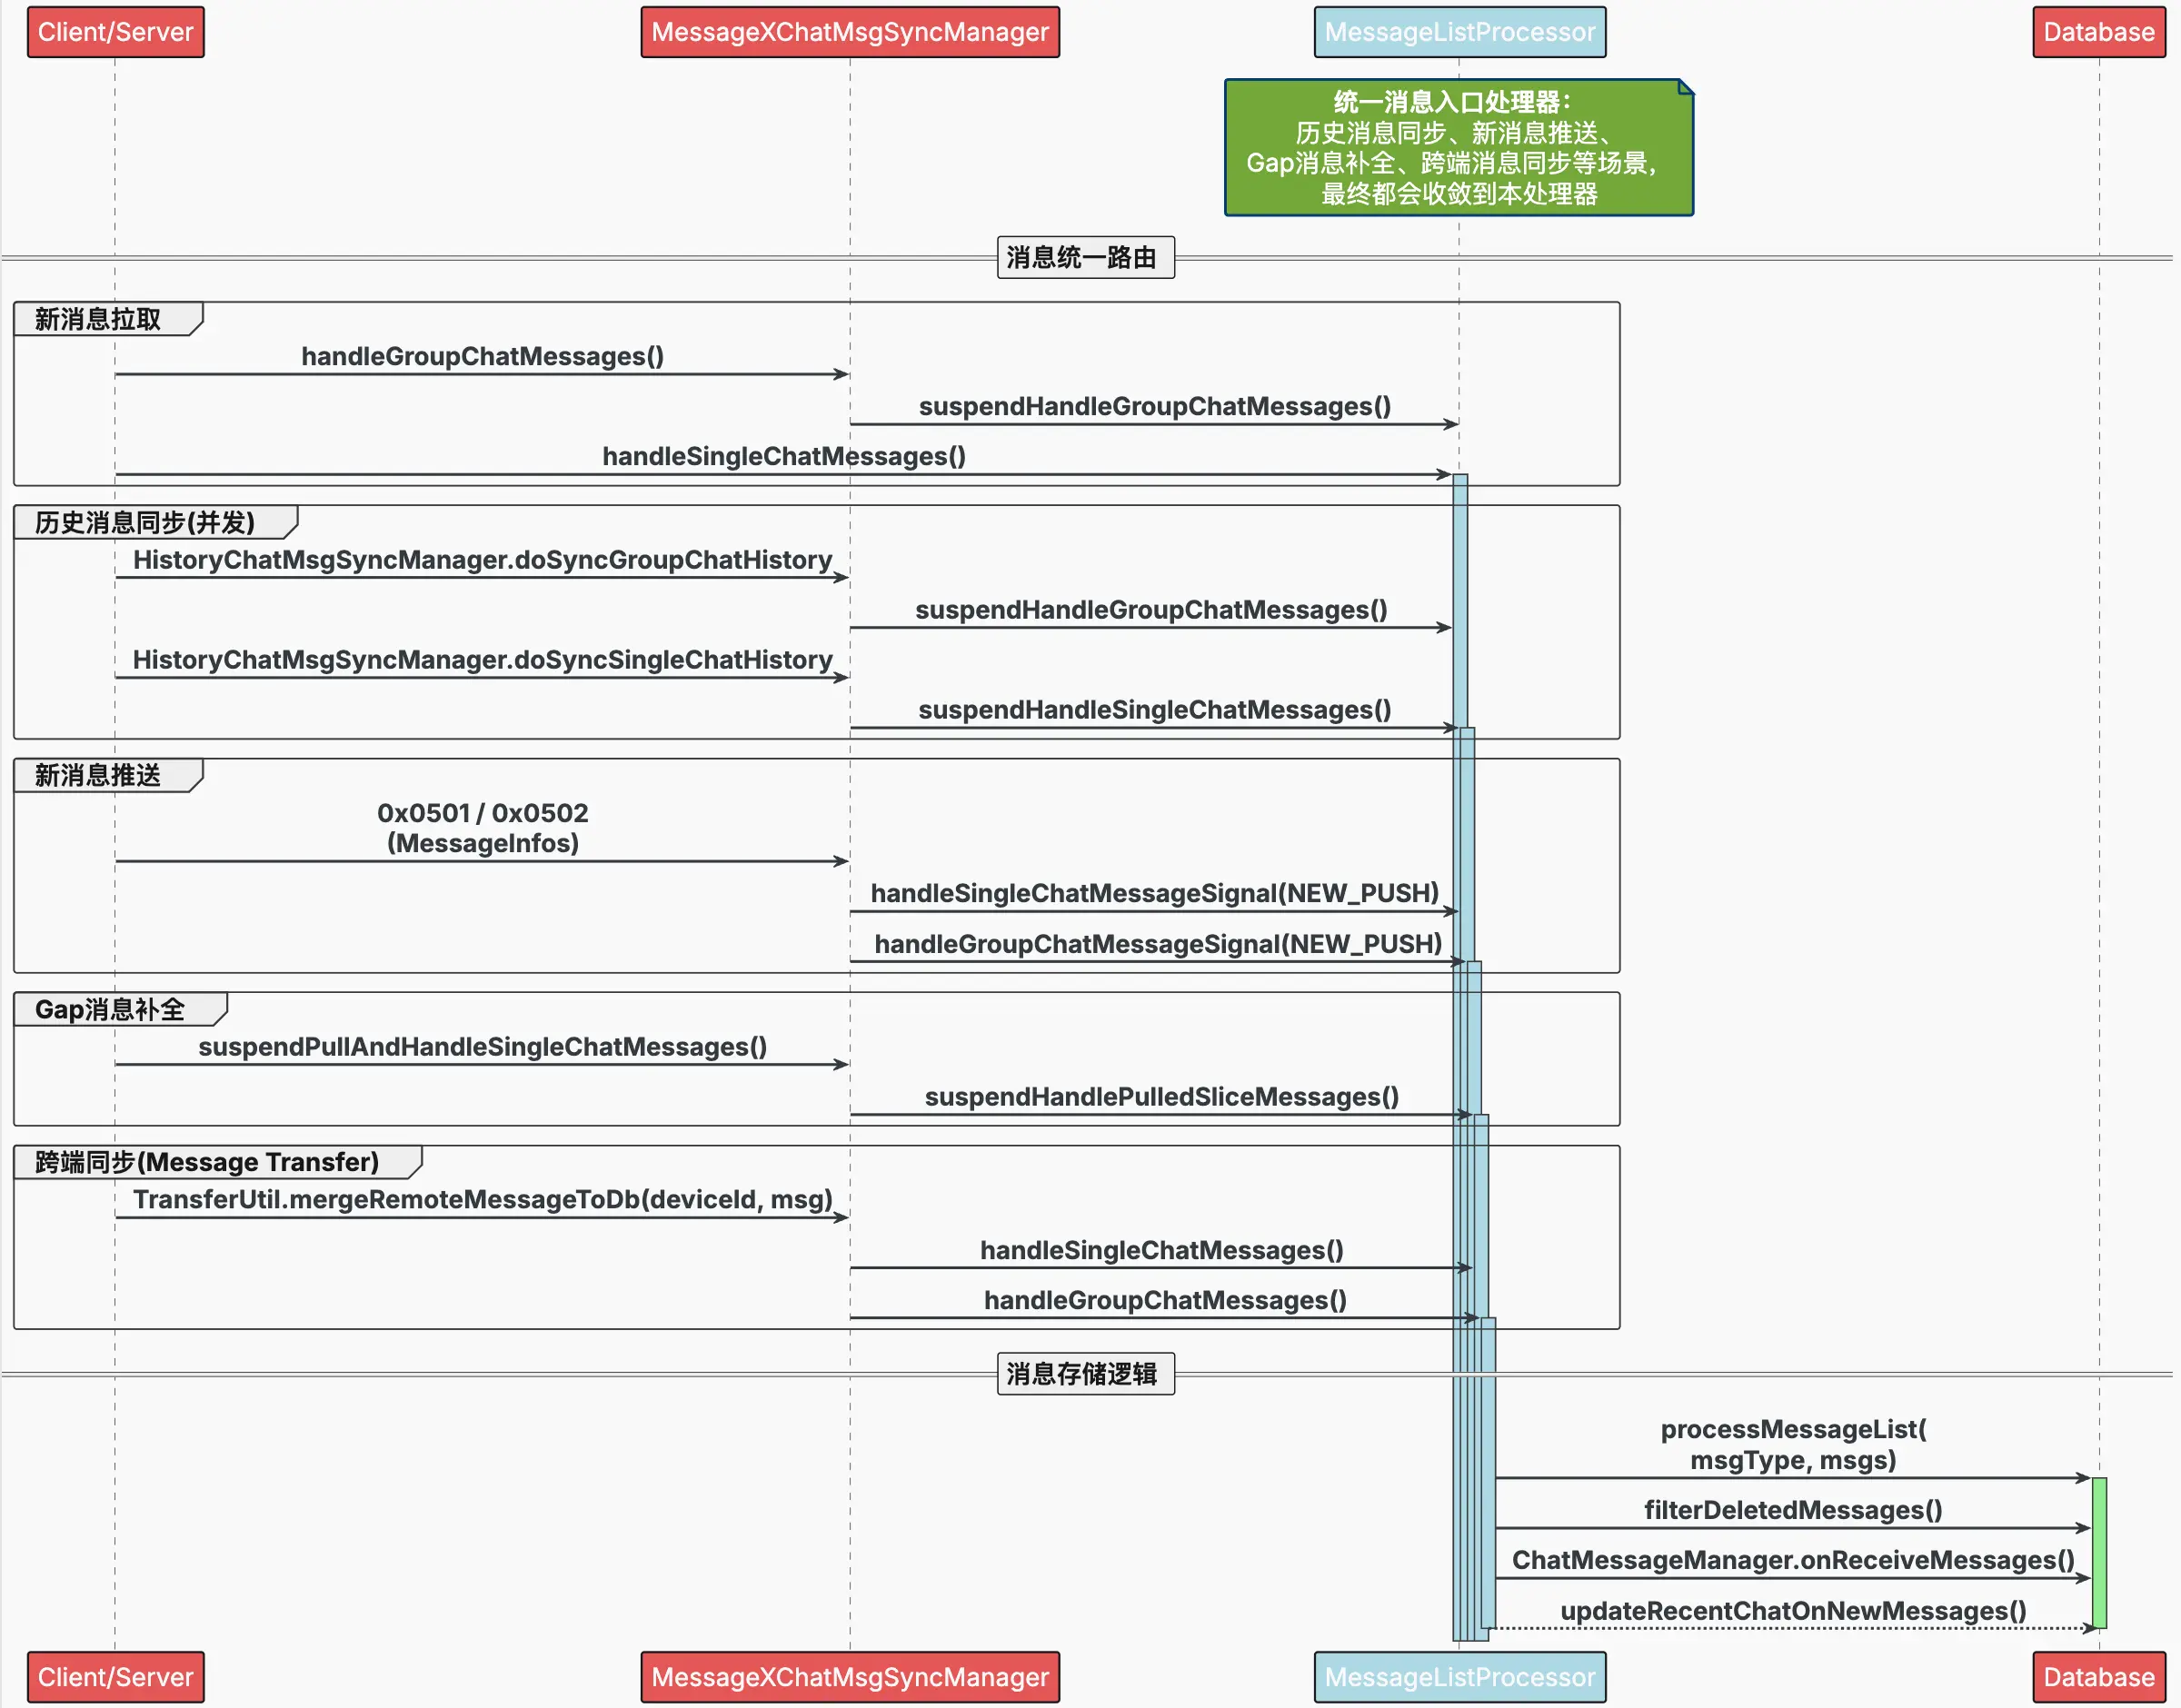 Client/Server
MessageXChatMsgSyncManager
MessageListProcessor
Database
统一消息入口处理器：
历史消息同步、新消息推送、
Gap消息补全、跨端消息同步等场景，
最终都会收敛到本处理器
消息统一路由
新消息拉取
handleGroupChatMessages()
suspendHandleGroupChatMessages()
handleSingleChatMessages()
历史消息同步(并发)
HistoryChatMsgSyncManager.doSyncGroupChatHistory
suspendHandleGroupChatMessages()
HistoryChatMsgSyncManager.doSyncSingleChatHistory
suspendHandleSingleChatMessages()
新消息推送
0x0501 / 0x0502
(MessageInfos)
handleSingleChatMessageSignal(NEW_PUSH)
handleGroupChatMessageSignal(NEW_PUSH)
Gap消息补全
suspendPullAndHandleSingleChatMessages()
suspendHandlePulledSliceMessages()
跨端同步(Message Transfer)
TransferUtil.mergeRemoteMessageToDb(deviceId, msg)
handleSingleChatMessages()
handleGroupChatMessages()
消息存储逻辑
processMessageList(
msgType, msgs)
filterDeletedMessages()
ChatMessageManager.onReceiveMessages()
updateRecentChatOnNewMessages()
Client/Server
MessageXChatMsgSyncManager
MessageListProcessor
Database